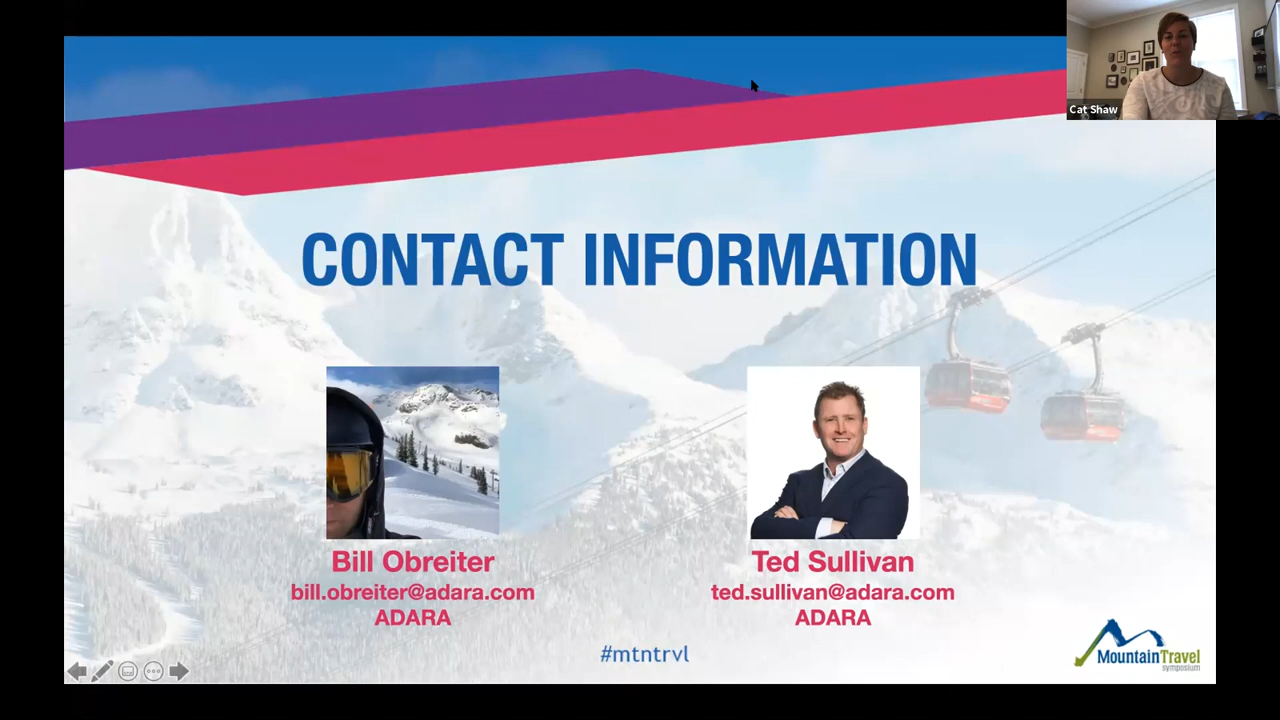 Cat Shaw
CONTACT INFORMATION
Bill Obreiter
bill.obreiter@adara.com
ADARA
Ted Sullivan
ted.sullivan@adara.com
ADARA
#mtntrvl
MountainTravel
symposium